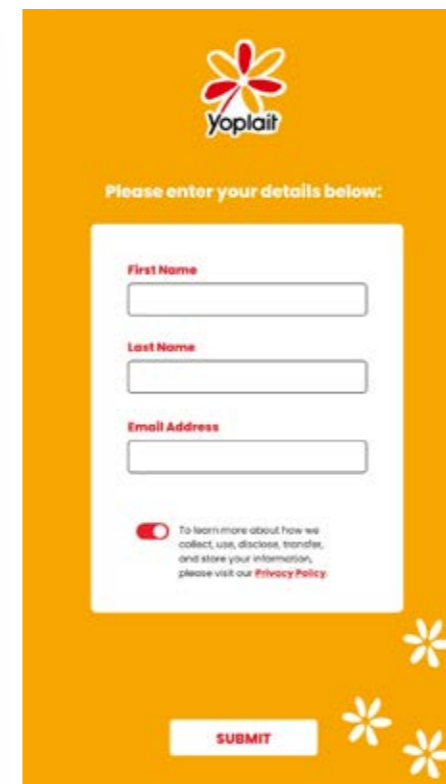 Yoplait
Please enter your details below:
First Name
Last Name
Email Address
To learn more about how we
collect, use, disclose, transfer,
and store your information,
please visit our Privacy Policy.
SUBMIT